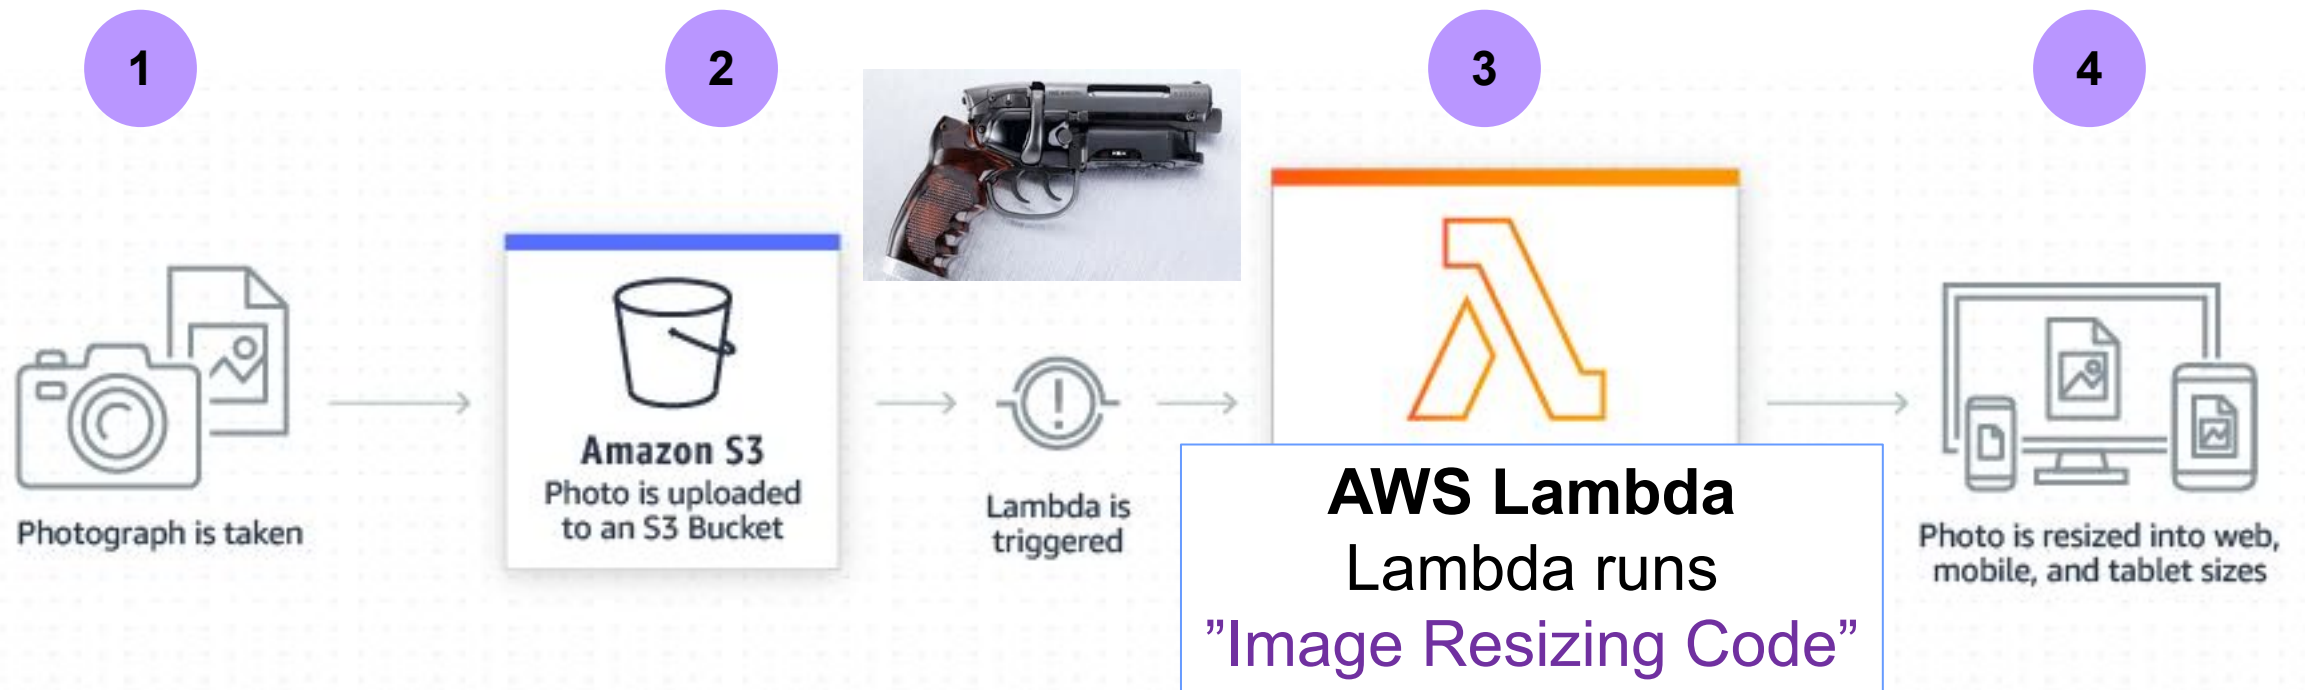 1
2
3
4
Photograph is taken
Amazon S3
Photo is uploaded
to an S3 Bucket
Lambda is
triggered
AWS Lambda
Lambda runs
”Image Resizing Code”
Photo is resized into web,
mobile, and tablet sizes